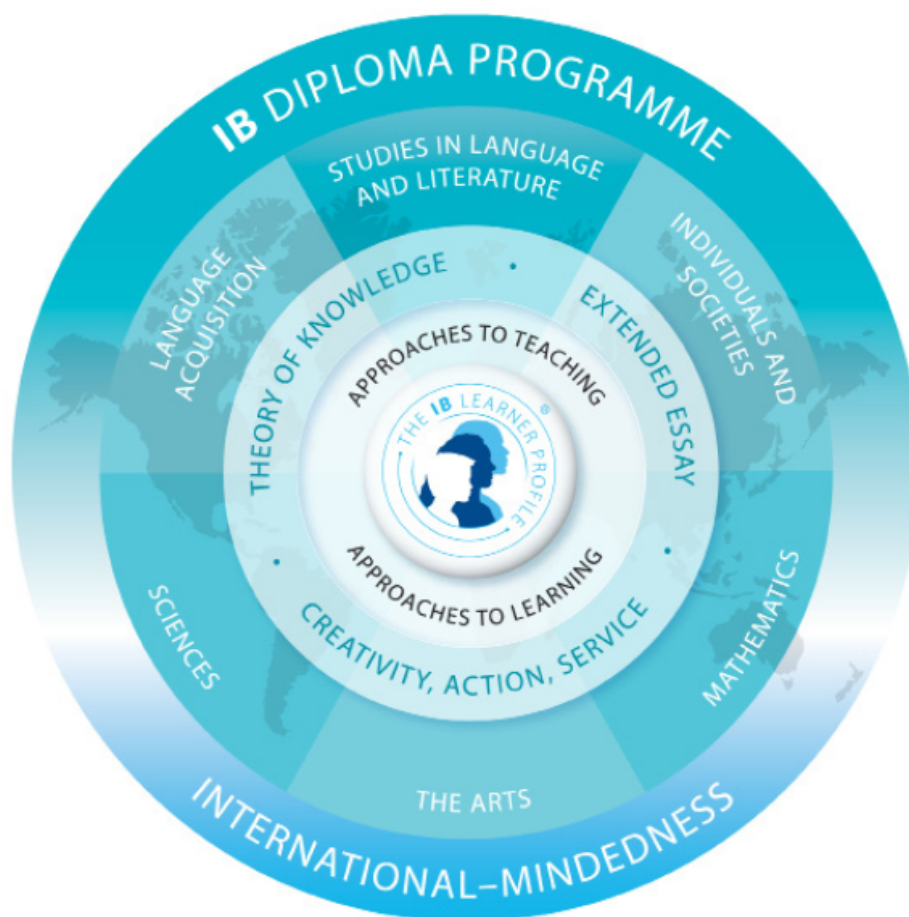 IB DIPLOMA PROGRAMME
STUDIES IN LANGUAGE
AND LITERATURE
LANGUAGE
ACQUISITION
INDIVIDUALS AND
SOCIETIES
THEORY OF KNOWLEDGE
EXTENDED ESSAY
APPROACHES TO TEACHING
THE IB LEARNER PROFILE®
APPROACHES TO LEARNING
CREATIVITY, ACTION, SERVICE
SCIENCES
MATHEMATICS
THE ARTS
INTERNATIONAL–MINDEDNESS